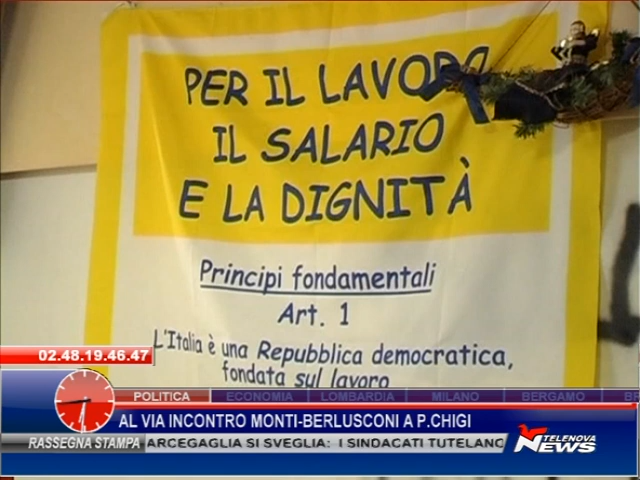 PER IL LAVORO
IL SALARIO
E LA DIGNITÀ
Principi fondamentali
Art. 1
L'Italia è una Repubblica democratica,
fondata sul lavoro
02.48.19.46.47
POLITICA ECONOMIA LOMBARDIA MILANO BERGAMO BR
AL VIA INCONTRO MONTI-BERLUSCONI A P.CHIGI
RASSEGNA STAMPA ARCEGAGLIA SI SVEGLIA: I SINDACATI TUTELANO
TELENOVA
NEWS